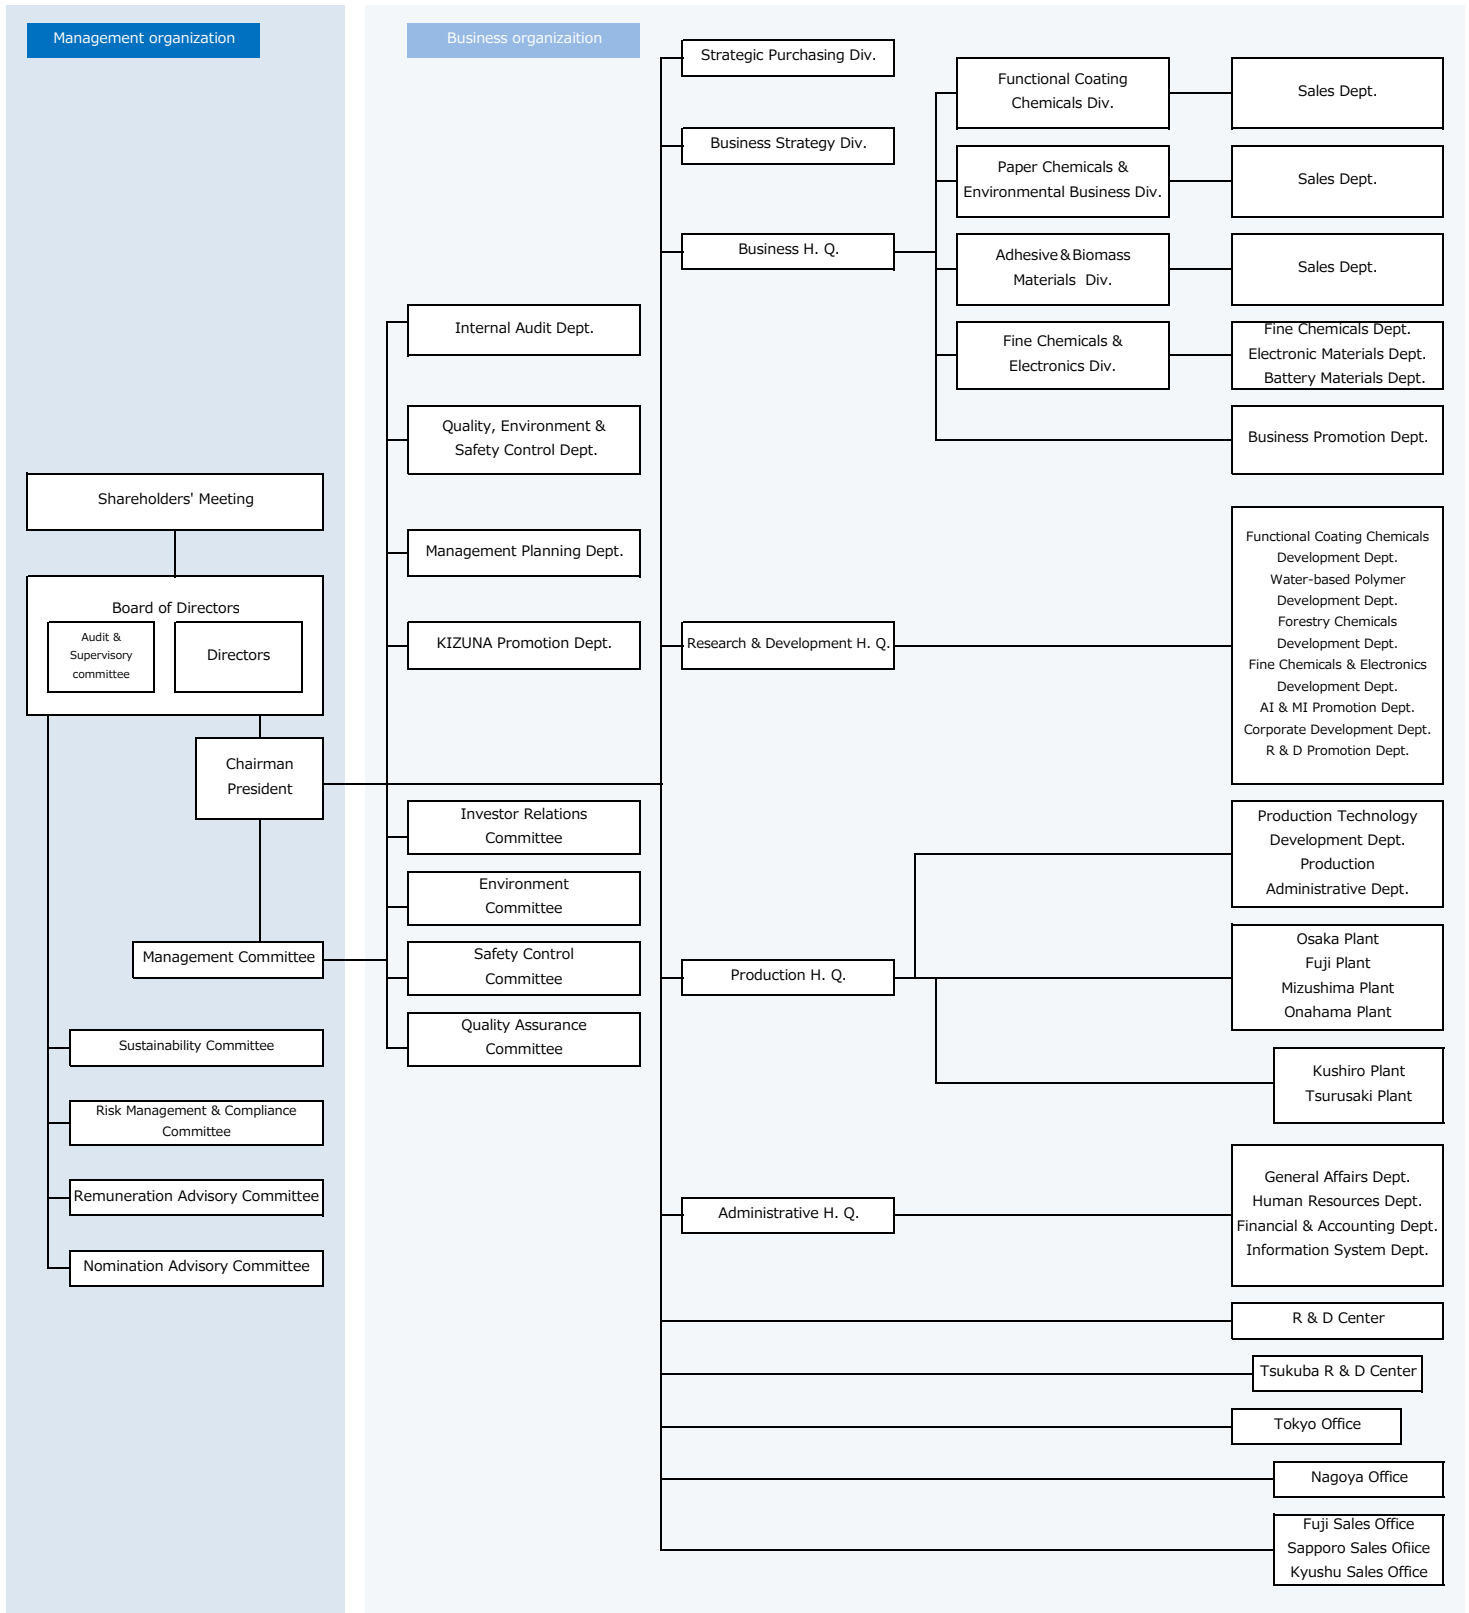 Management organization
Business organizaition
Shareholders' Meeting
Board of Directors
Audit &
Supervisory
committee
Directors
Chairman
President
Management Committee
Sustainability Committee
Risk Management & Compliance
Committee
Remuneration Advisory Committee
Nomination Advisory Committee
Internal Audit Dept.
Quality, Environment &
Safety Control Dept.
Management Planning Dept.
KIZUNA Promotion Dept.
Investor Relations
Committee
Environment
Committee
Safety Control
Committee
Quality Assurance
Committee
Strategic Purchasing Div.
Business Strategy Div.
Business H. Q.
Functional Coating
Chemicals Div.
Sales Dept.
Paper Chemicals &
Environmental Business Div.
Sales Dept.
Adhesive&Biomass
Materials Div.
Sales Dept.
Fine Chemicals &
Electronics Div.
Fine Chemicals Dept.
Electronic Materials Dept.
Battery Materials Dept.
Business Promotion Dept.
Research & Development H. Q.
Functional Coating Chemicals
Development Dept.
Water-based Polymer
Development Dept.
Forestry Chemicals
Development Dept.
Fine Chemicals & Electronics
Development Dept.
AI & MI Promotion Dept.
Corporate Development Dept.
R & D Promotion Dept.
Production H. Q.
Production Technology
Development Dept.
Production
Administrative Dept.
Osaka Plant
Fuji Plant
Mizushima Plant
Onahama Plant
Kushiro Plant
Tsurusaki Plant
Administrative H. Q.
General Affairs Dept.
Human Resources Dept.
Financial & Accounting Dept.
Information System Dept.
R & D Center
Tsukuba R & D Center
Tokyo Office
Nagoya Office
Fuji Sales Office
Sapporo Sales Ofiice
Kyushu Sales Office